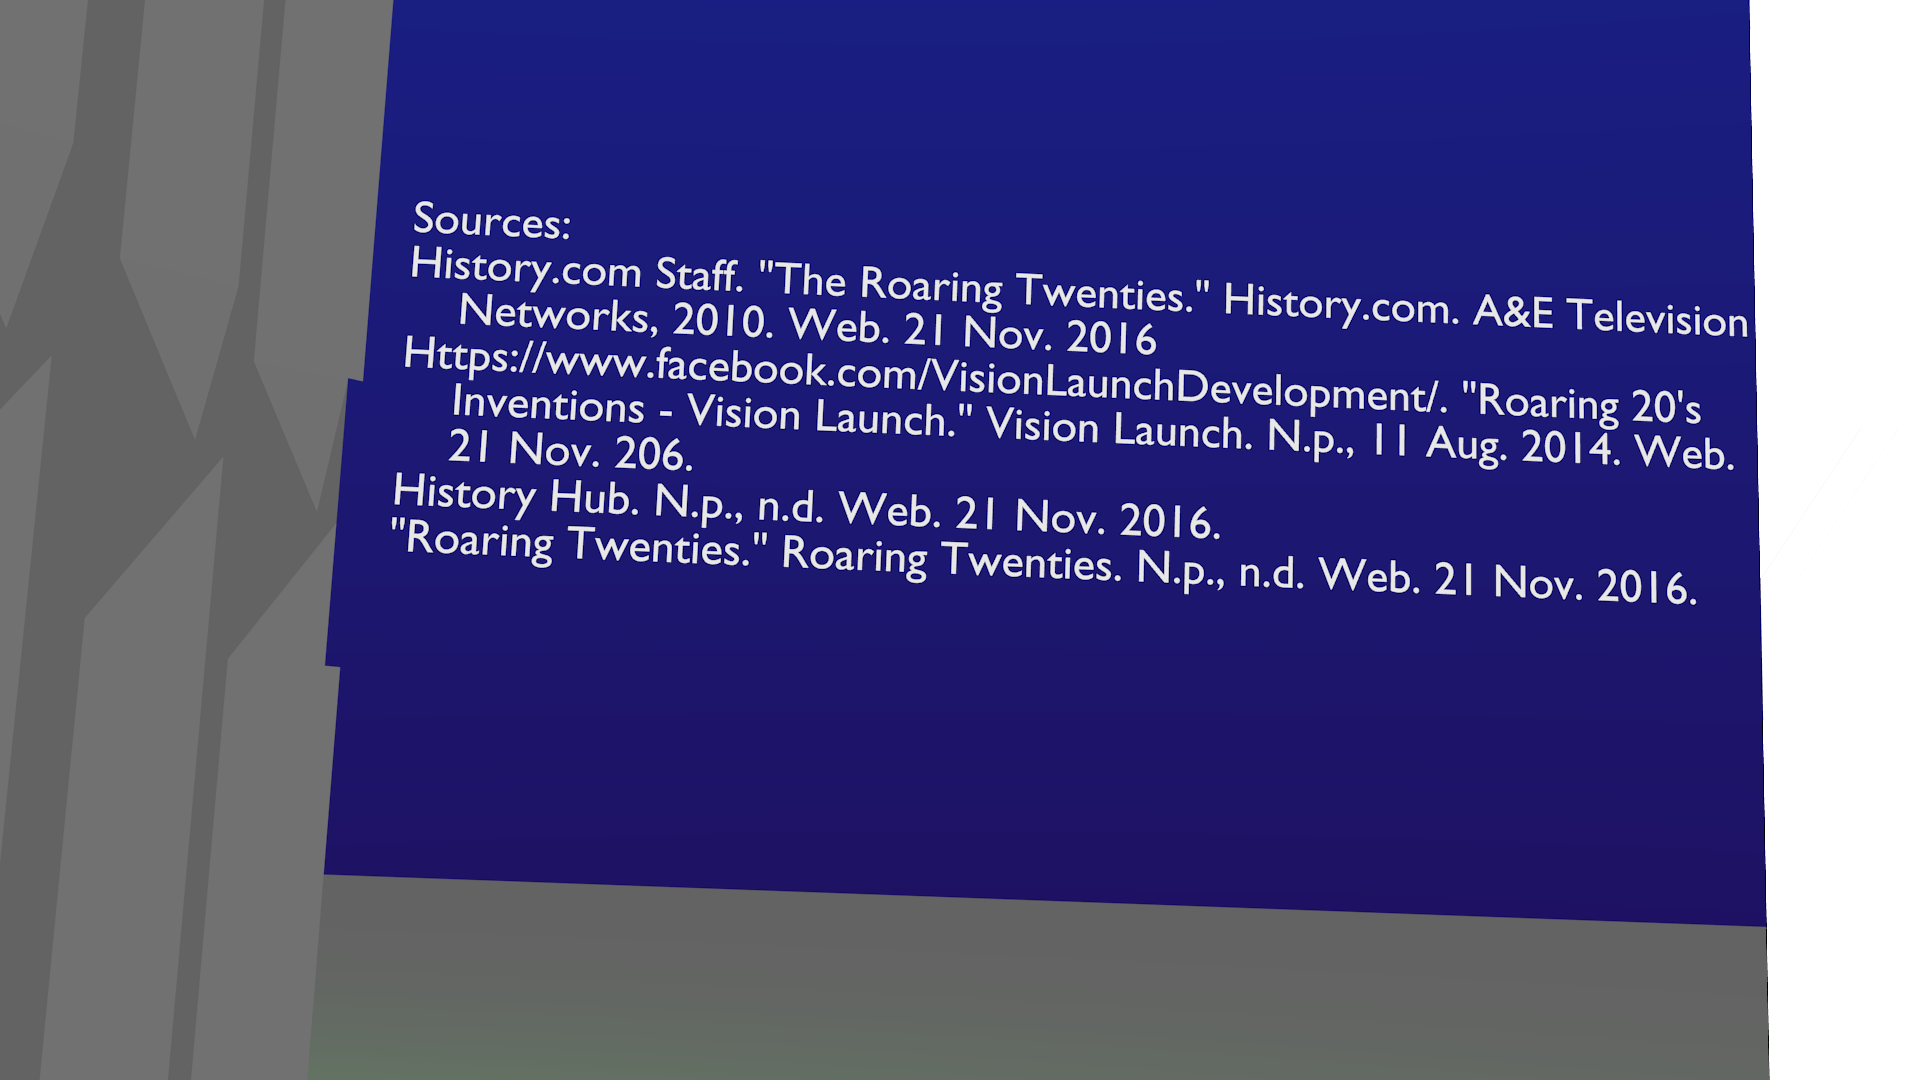 Sources:
History.com Staff. "The Roaring Twenties." History.com. A&E Television
Networks, 2010. Web. 21 Nov. 2016
Https://www.facebook.com/VisionLaunchDevelopment/. "Roaring 20's
Inventions - Vision Launch." Vision Launch. N.p., 11 Aug. 2014. Web.
21 Nov. 206.
History Hub. N.p., n.d. Web. 21 Nov. 2016.
"Roaring Twenties." Roaring Twenties. N.p., n.d. Web. 21 Nov. 2016.